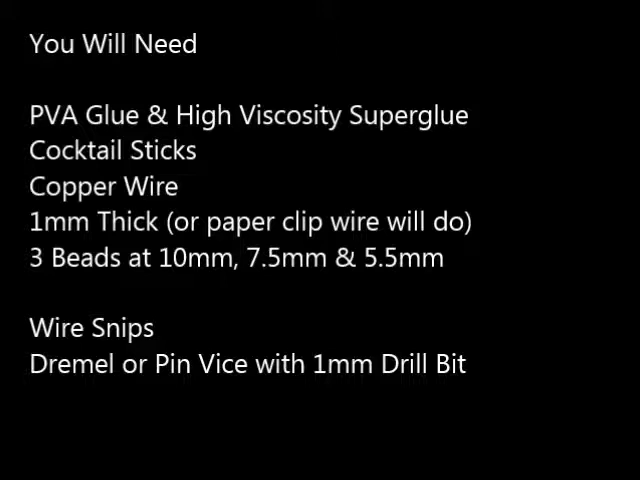 You Will Need
PVA Glue & High Viscosity Superglue
Cocktail Sticks
Copper Wire
1mm Thick (or paper clip wire will do)
3 Beads at 10mm, 7.5mm & 5.5mm
Wire Snips
Dremel or Pin Vice with 1mm Drill Bit